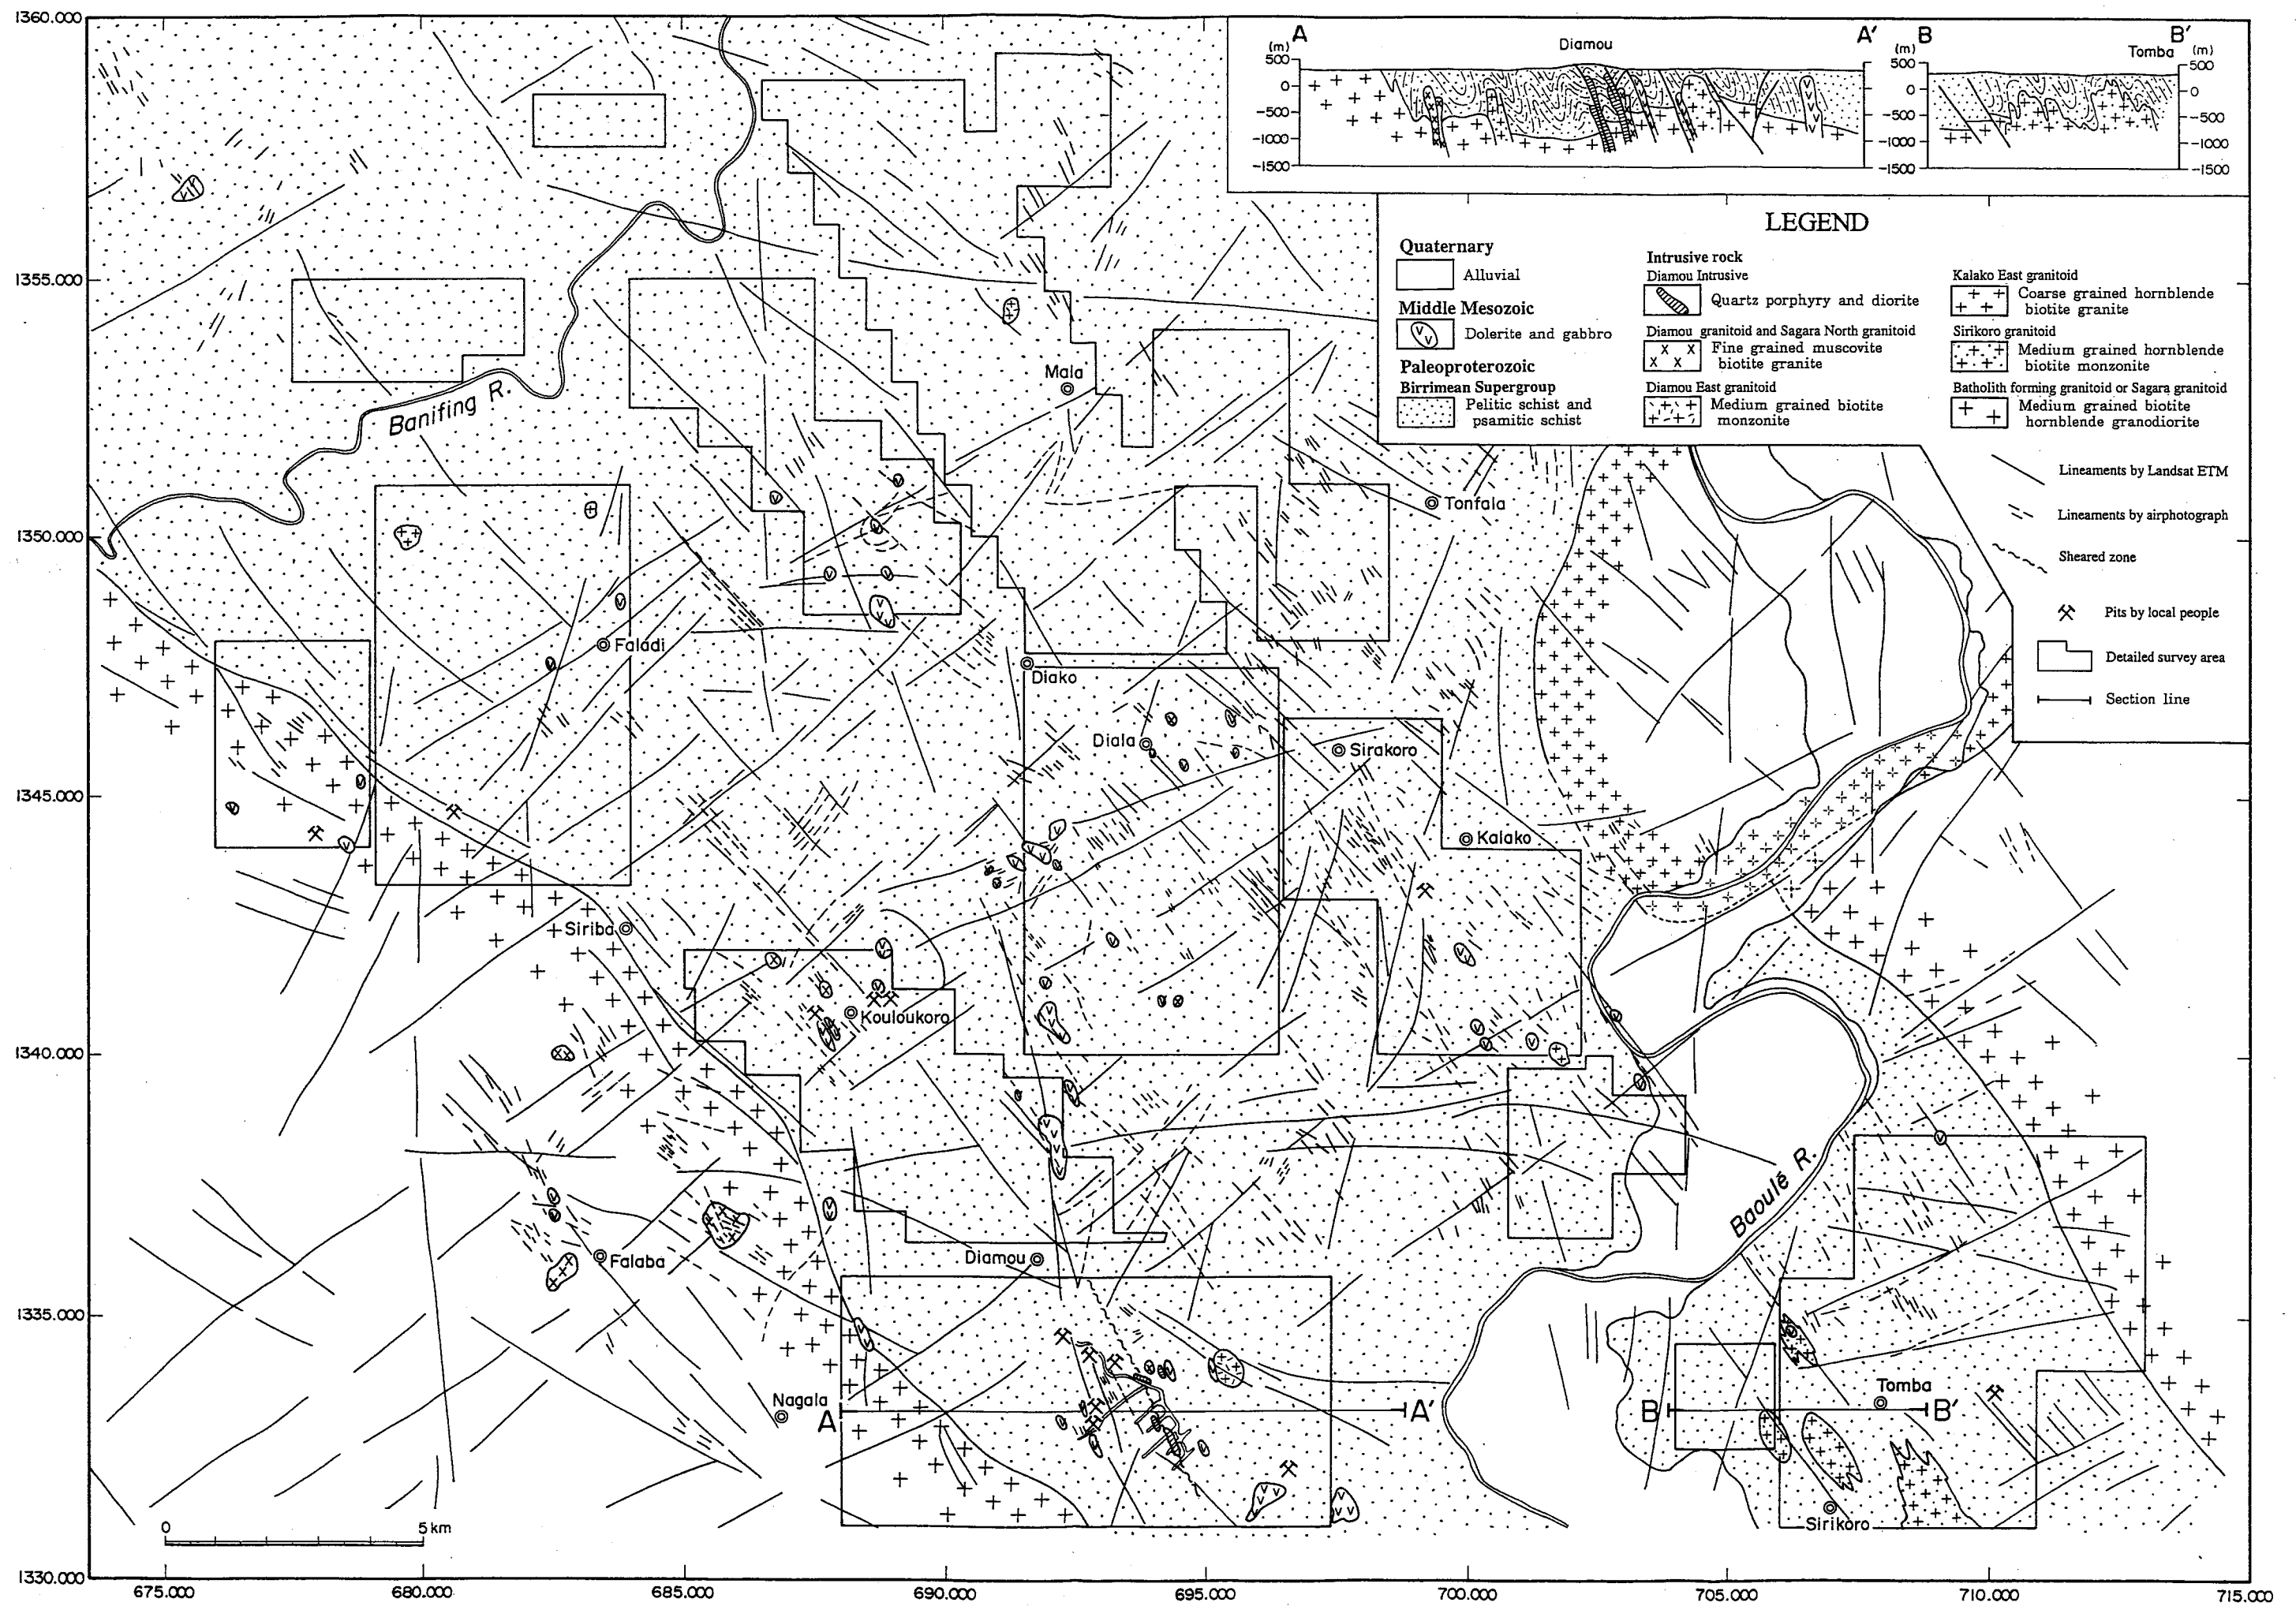 1360.000
1355.000
1350.000
1345.000
1340.000
1335.000
1330.000
675.000
680.000
685.000
690.000
695.000
700.000
705.000
710.000
715.000
A
Diamou
A'
B
B'
Tomba
(m)
500
0
-500
-1000
-1500
(m)
500
0
-500
-1000
-1500
(m)
500
0
-500
-1000
-1500
LEGEND
Quaternary
Alluvial
Middle Mesozoic
Dolerite and gabbro
Paleoproterozoic
Birrimean Supergroup
Pelitic schist and
psamitic schist
Intrusive rock
Diamou Intrusive
Quartz porphyry and diorite
Diamou granitoid and Sagara North granitoid
Fine grained muscovite
biotite granite
Diamou East granitoid
Medium grained biotite
monzonite
Kalako East granitoid
Coarse grained hornblende
biotite granite
Sirikoro granitoid
Medium grained hornblende
biotite monzonite
Batholith forming granitoid or Sagara granitoid
Medium grained biotite
hornblende granodiorite
Lineaments by Landsat ETM
Lineaments by airphotograph
Sheared zone
Pits by local people
Detailed survey area
Section line
Banifing R.
Mala
Tonfala
Faladi
Diako
Diala
Sirakoro
Kalako
Siriba
Kouloukoro
Baoulé R.
Falaba
Diamou
Nagala
A
A'
B
B'
Tomba
Sirikoro
0
5 km